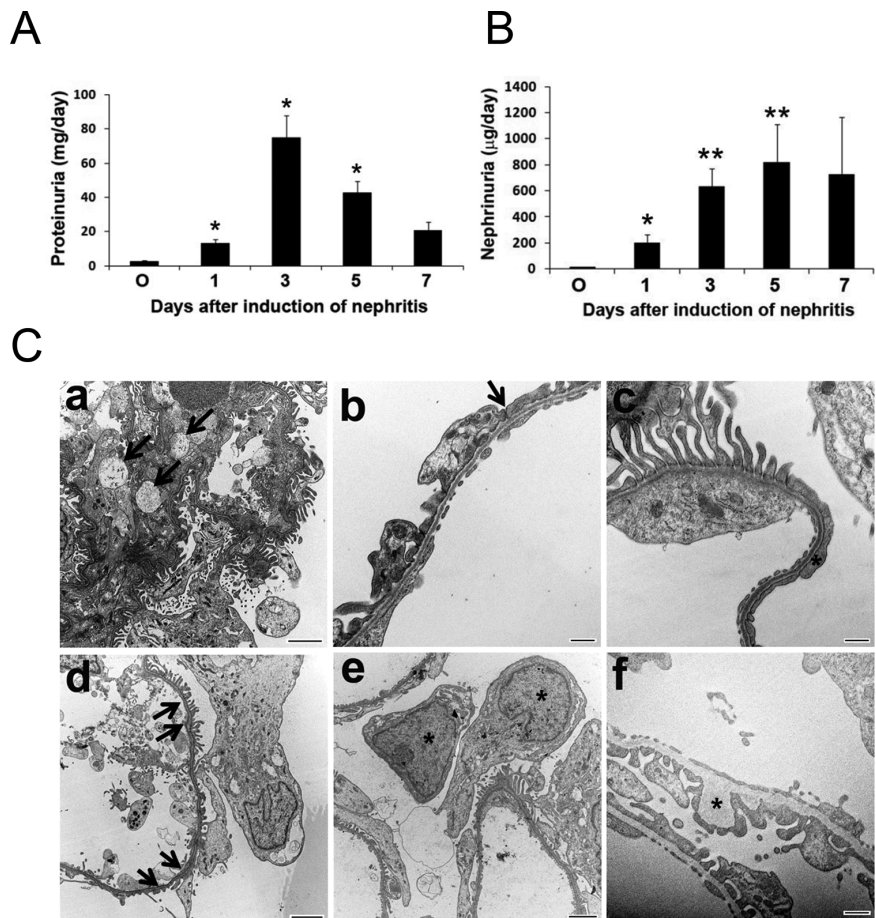 A
B
Proteinuria (mg/day)
100
80
60
40
20
0
*
*
*
O 1 3 5 7
Days after induction of nephritis
Nephrinuria (µg/day)
1400
1200
1000
800
600
400
200
0
*
**
**
O 1 3 5 7
Days after induction of nephritis
C
a
b
c
*
d
e
* *
f
*